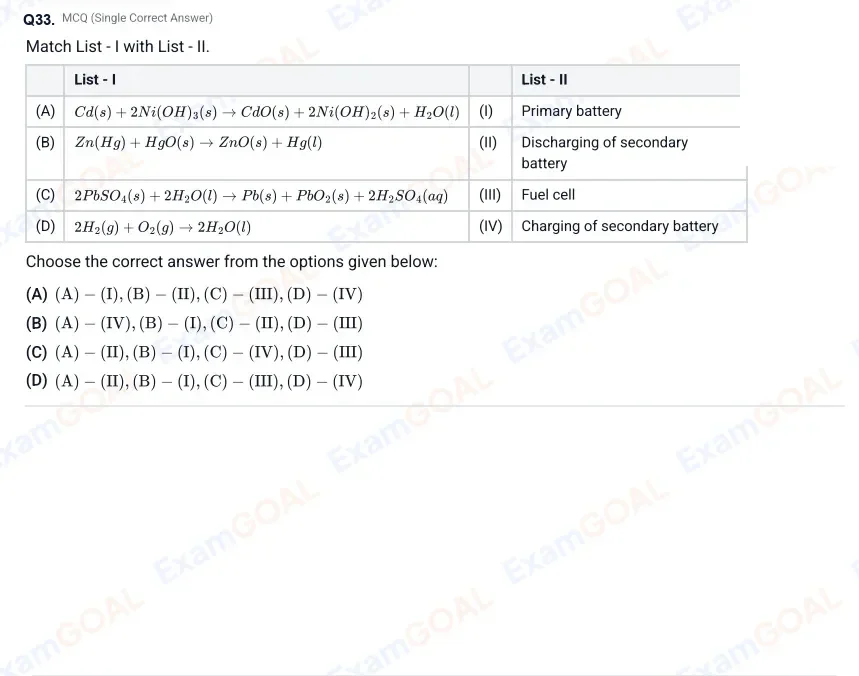 Q33. MCQ (Single Correct Answer)
Match List - I with List - II.
List - I List - II
(A) Cd(s) + 2Ni(OH)₃(s) → CdO(s) + 2Ni(OH)₂(s) + H₂O(l) (I) Primary battery
(B) Zn(Hg) + HgO(s) → ZnO(s) + Hg(l) (II) Discharging of secondary
battery
(C) 2PbSO₄(s) + 2H₂O(l) → Pb(s) + PbO₂(s) + 2H₂SO₄(aq) (III) Fuel cell
(D) 2H₂(g) + O₂(g) → 2H₂O(l) (IV) Charging of secondary battery
Choose the correct answer from the options given below:
(A) (A) − (I), (B) − (II), (C) − (III), (D) − (IV)
(B) (A) − (IV), (B) − (I), (C) − (II), (D) − (III)
(C) (A) − (II), (B) − (I), (C) − (IV), (D) − (III)
(D) (A) − (II), (B) − (I), (C) − (III), (D) − (IV)
ExamGOAL